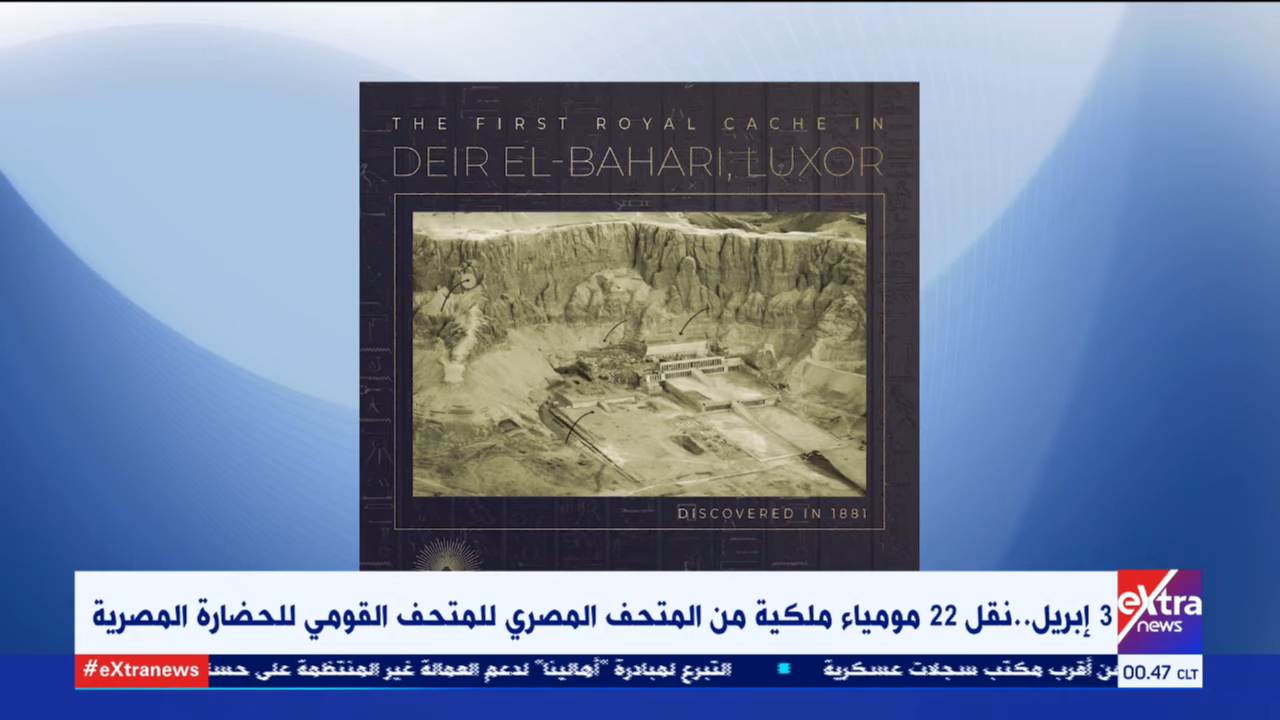 THE FIRST ROYAL CACHE IN
DEIR EL-BAHARI, LUXOR
DISCOVERED IN 1881
3 إبريل..نقل 22 مومياء ملكية من المتحف المصري للمتحف القومي للحضارة المصرية
eXtra
news
#eXtranews
من أقرب مكتب سجلات عسكرية
التبرع لمبادرة "أهالينا" لدعم العمالة غير المنتظمة على
00.47 CLT